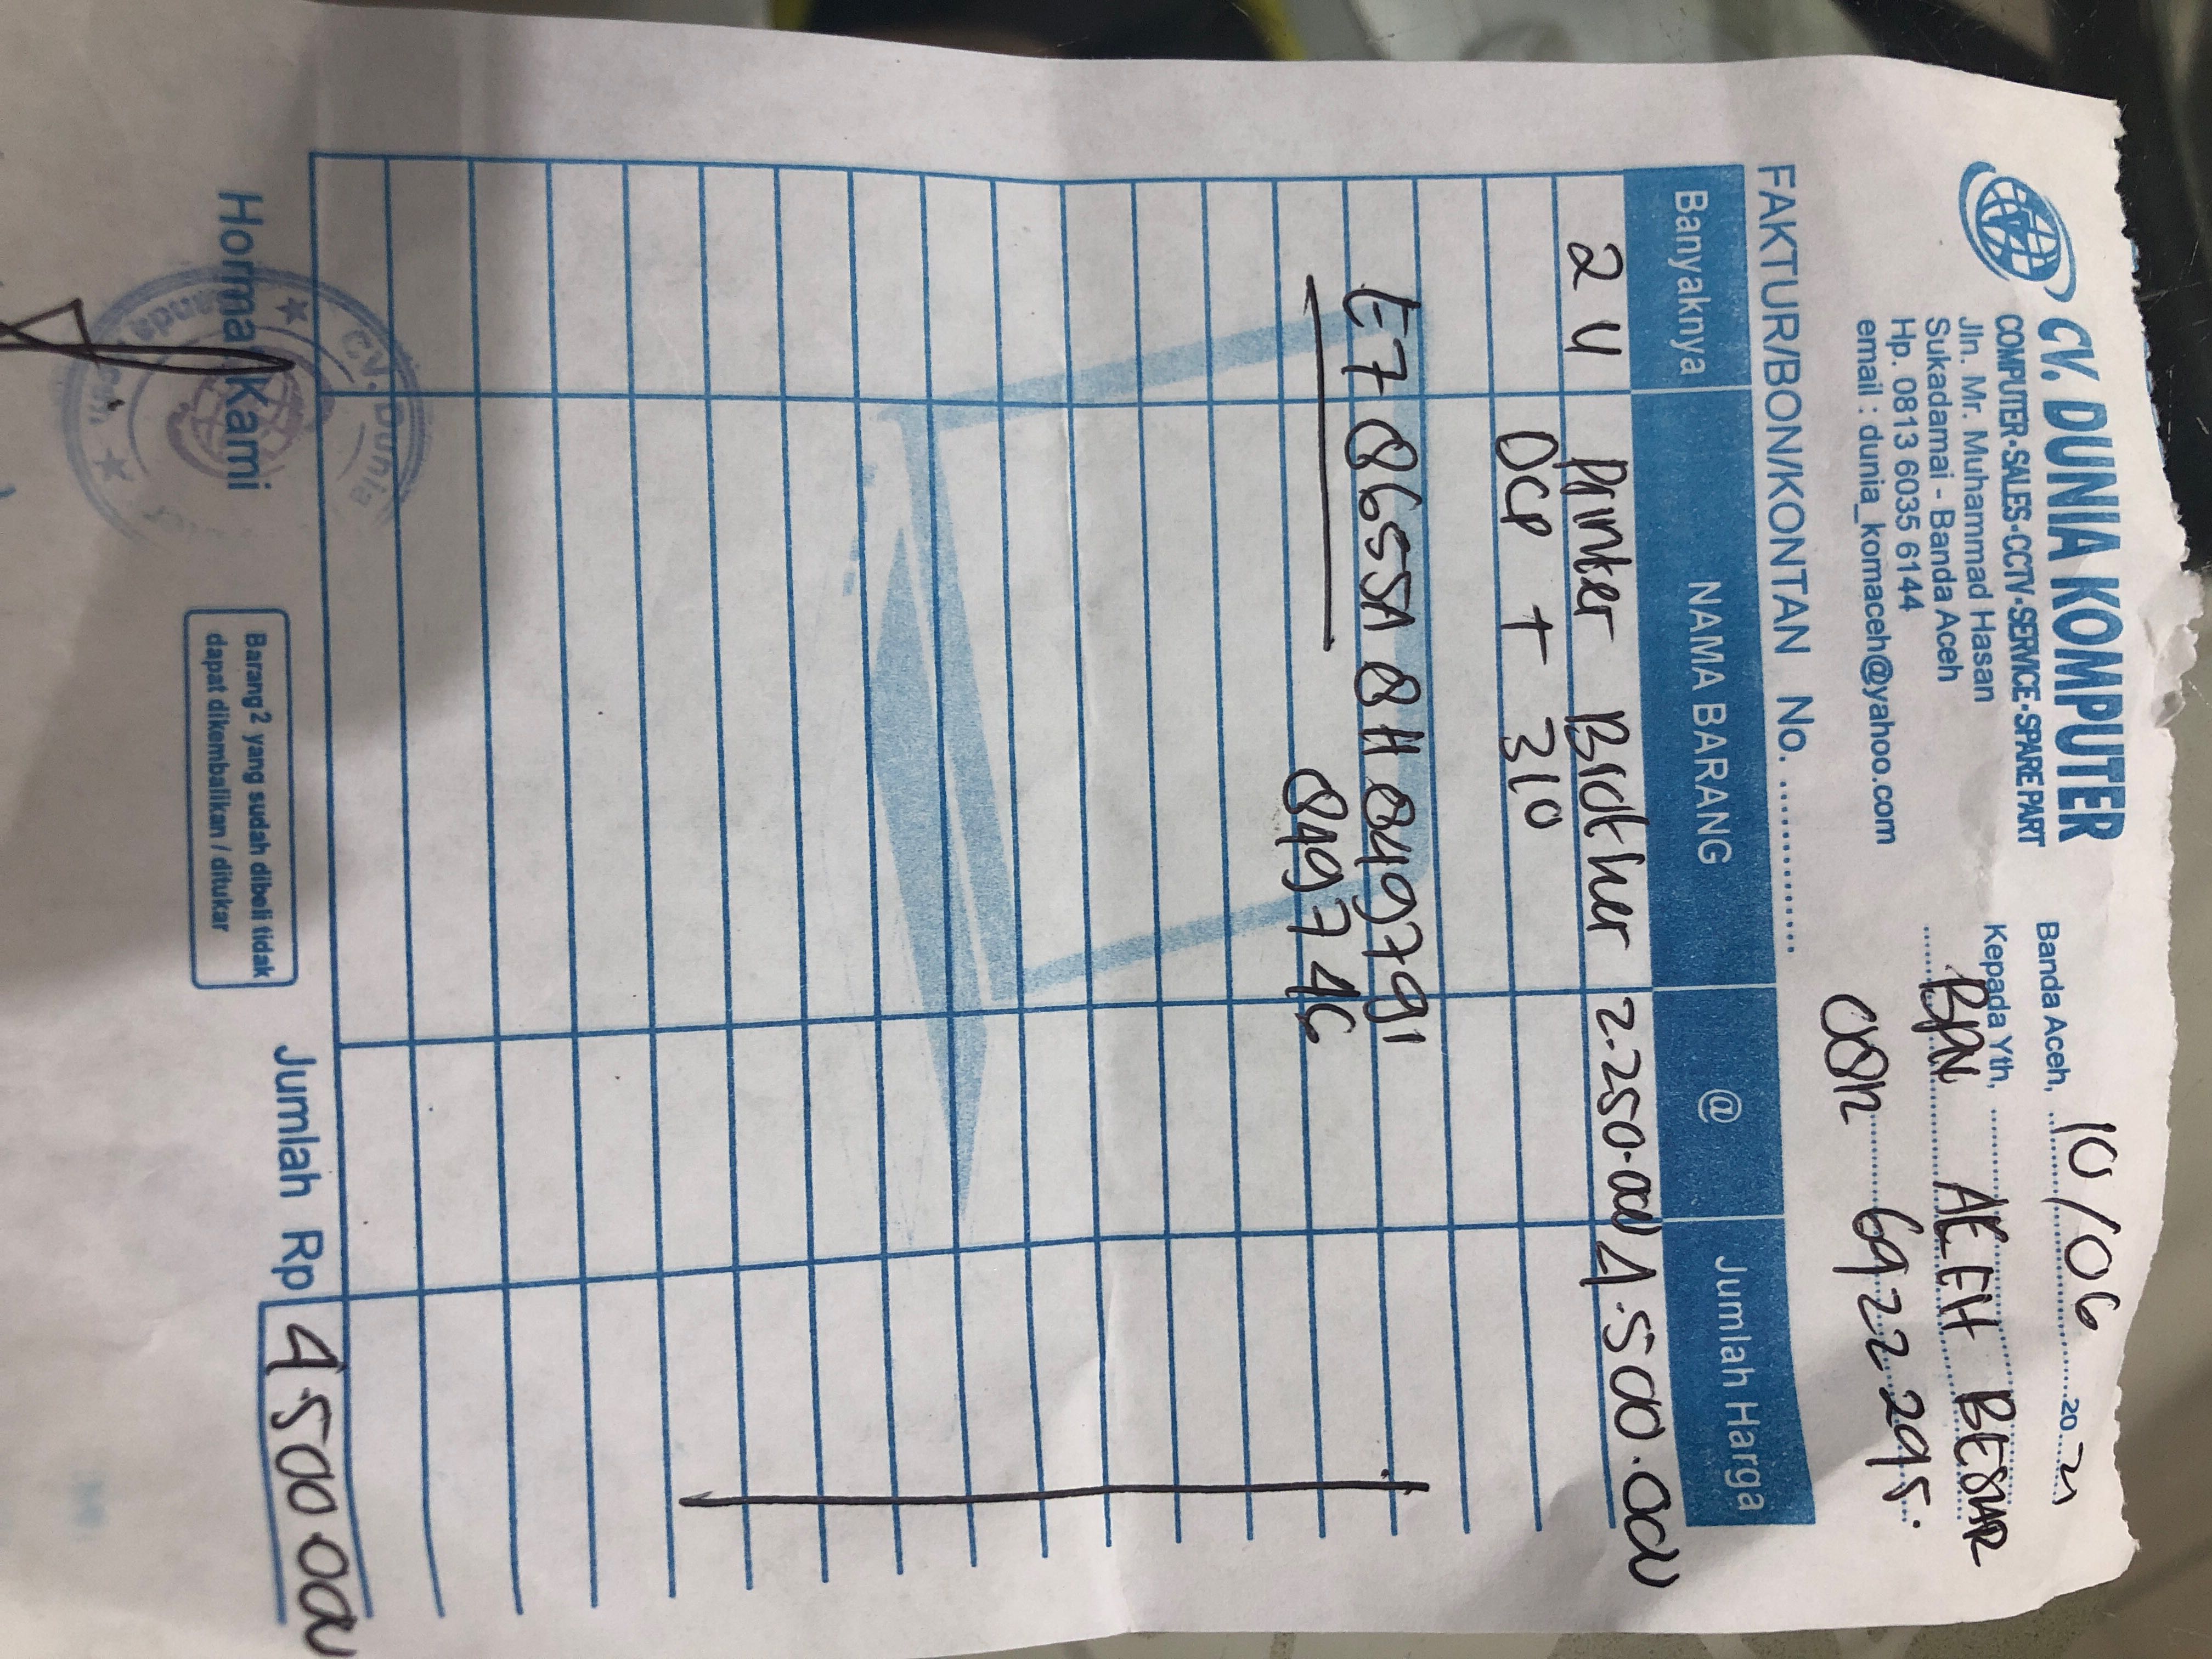 CV. DUNIA KOMPUTER
COMPUTER-SALES-CCTV-SERVICE-SPARE PART
Jln. Mr. Muhammad Hasan
Sukadamai - Banda Aceh
Hp. 0813 6035 6144
email : dunia_komaceh@yahoo.com
Banda Aceh, 10/06 2021
Kepada Yth,
BPN ACEH BESAR
0812 6922 295.
FAKTUR/BON/KONTAN No. ............
Banyaknya NAMA BARANG @ Jumlah Harga
2 U Printer Brother 2.250.000 4.500.000
DCP T 310
E78655A8H849791
849746
Hormat Kami
CV. Dunia
Barang² yang sudah dibeli tidak
dapat dikembalikan / ditukar
Jumlah Rp 4.500.000